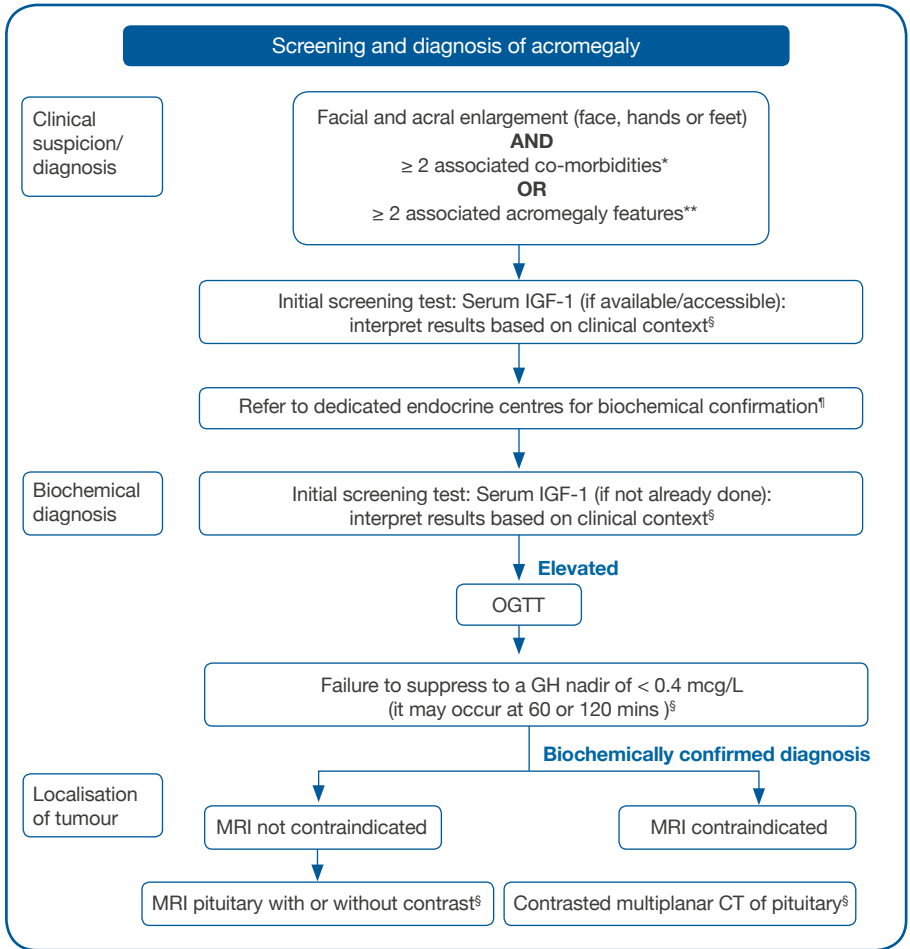 Screening and diagnosis of acromegaly
Clinical
suspicion/
diagnosis
Facial and acral enlargement (face, hands or feet)
AND
≥ 2 associated co-morbidities*
OR
≥ 2 associated acromegaly features**
Initial screening test: Serum IGF-1 (if available/accessible):
interpret results based on clinical context§
Refer to dedicated endocrine centres for biochemical confirmation¶
Biochemical
diagnosis
Initial screening test: Serum IGF-1 (if not already done):
interpret results based on clinical context§
Elevated
OGTT
Failure to suppress to a GH nadir of < 0.4 mcg/L
(it may occur at 60 or 120 mins )§
Biochemically confirmed diagnosis
Localisation
of tumour
MRI not contraindicated
MRI contraindicated
MRI pituitary with or without contrast§
Contrasted multiplanar CT of pituitary§